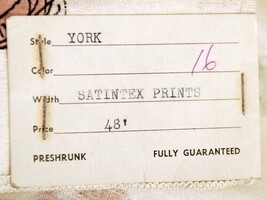 Style YORK
Color 16
Width SATINTEX PRINTS
Price 48'
PRESHRUNK FULLY GUARANTEED